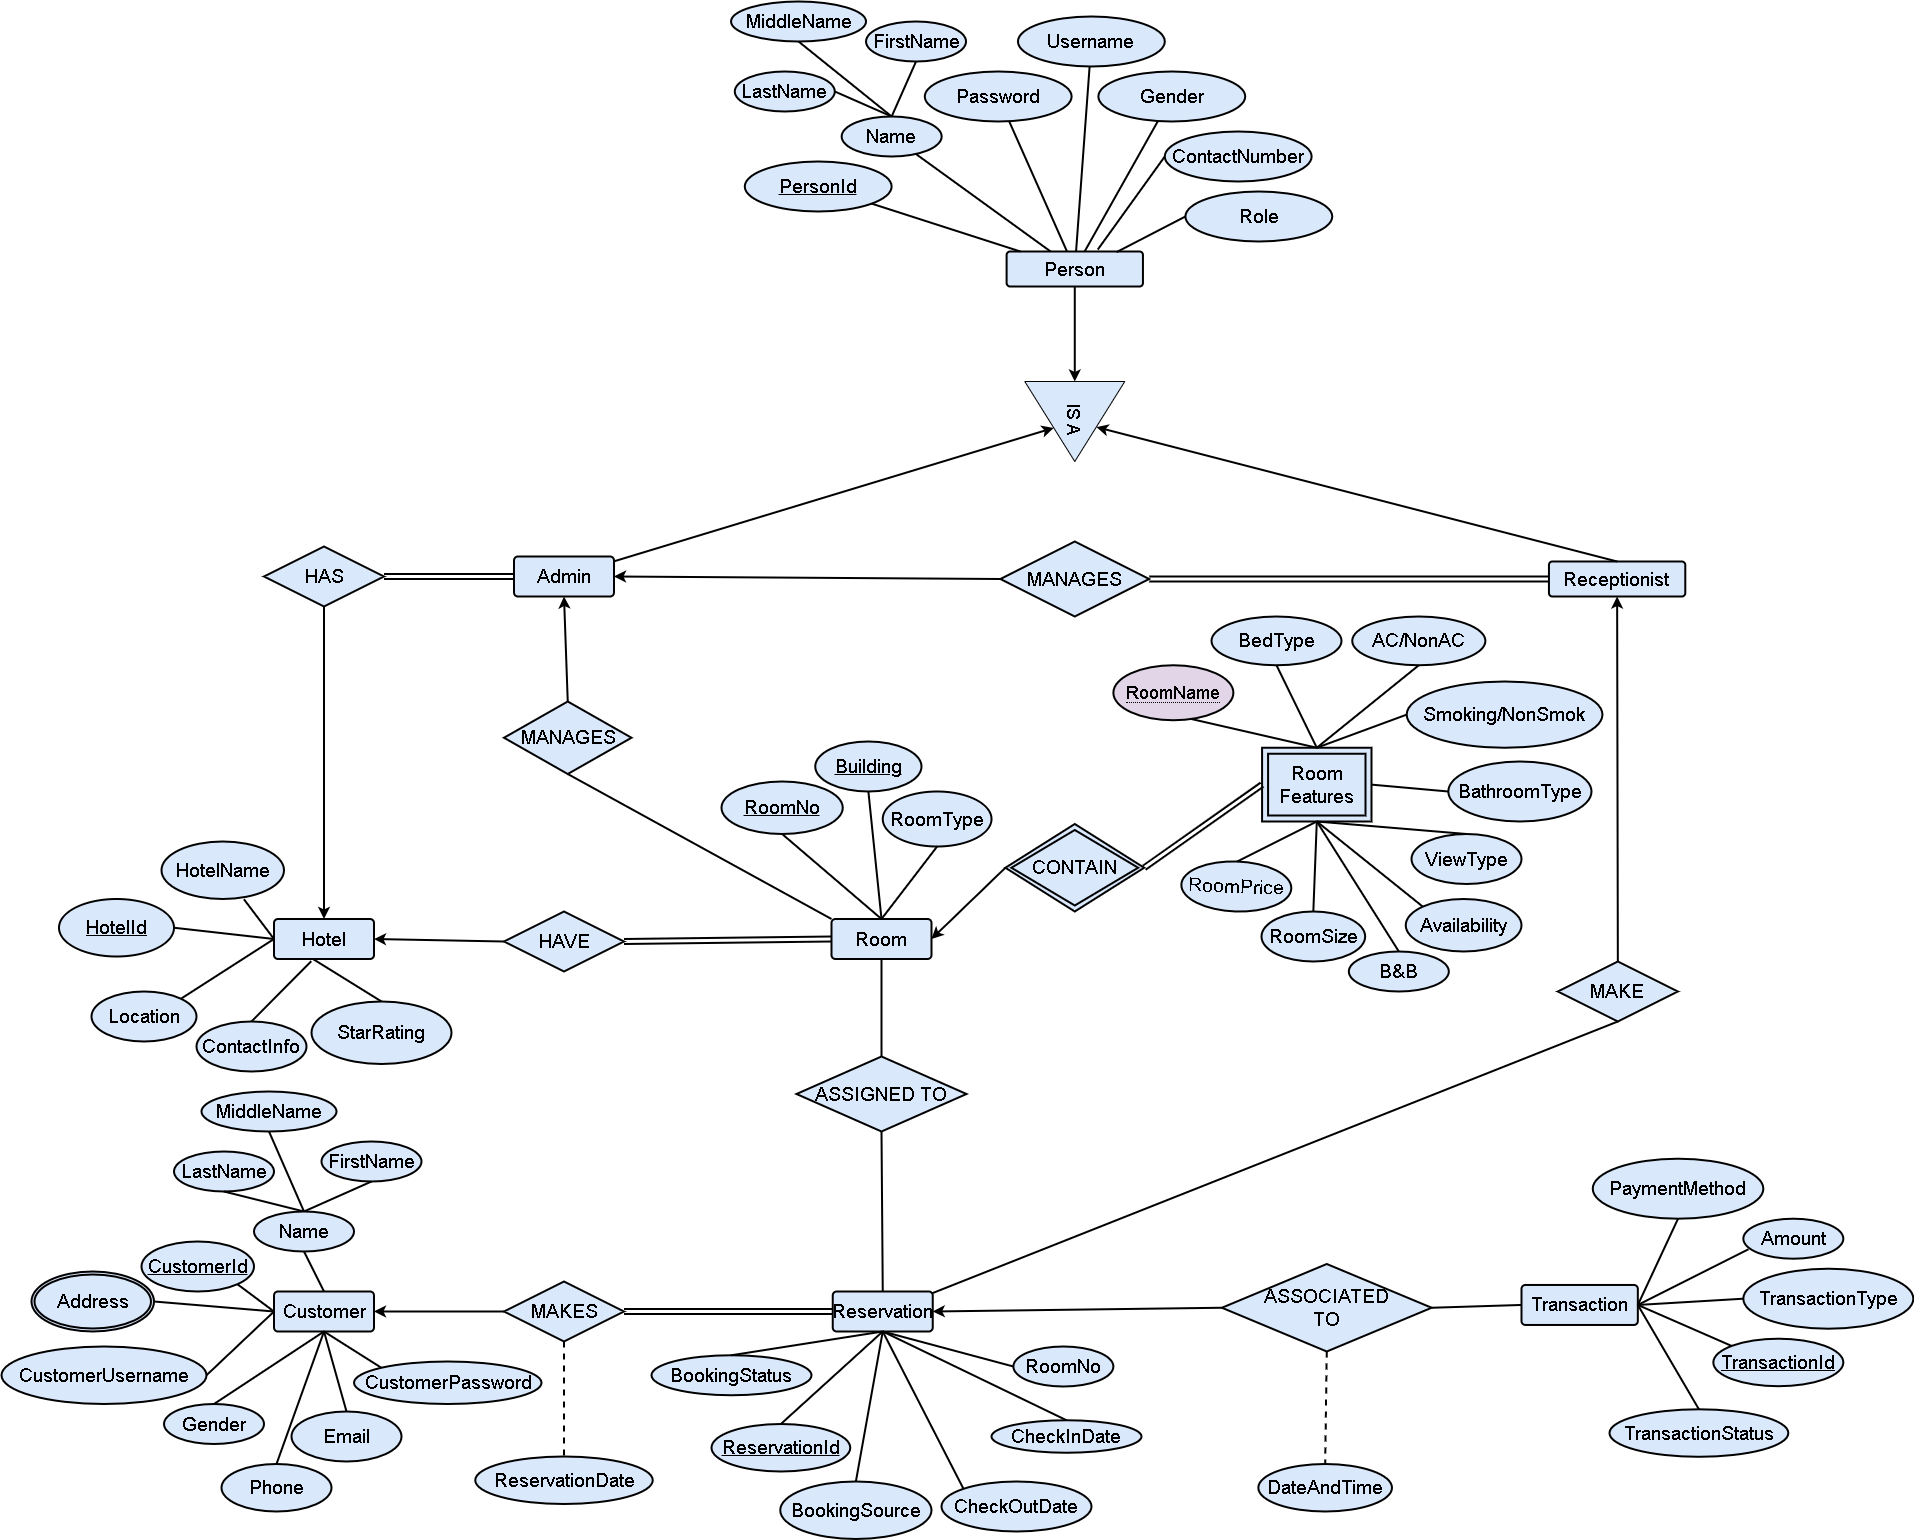 MiddleName
FirstName
Username
LastName
Password
Gender
Name
ContactNumber
PersonId
Role
Person
IS A
HAS
Admin
MANAGES
Receptionist
BedType
AC/NonAC
RoomName
Smoking/NonSmok
MANAGES
Building
RoomNo
RoomType
Room
Features
BathroomType
CONTAIN
ViewType
RoomPrice
HotelName
HotelId
Hotel
HAVE
Room
RoomSize
Availability
B&B
MAKE
Location
ContactInfo
StarRating
ASSIGNED TO
MiddleName
LastName
FirstName
Name
PaymentMethod
Amount
CustomerId
Address
Customer
MAKES
Reservation
ASSOCIATED
TO
Transaction
TransactionType
CustomerUsername
CustomerPassword
BookingStatus
RoomNo
TransactionId
Gender
Email
ReservationId
CheckInDate
TransactionStatus
Phone
ReservationDate
BookingSource
CheckOutDate
DateAndTime